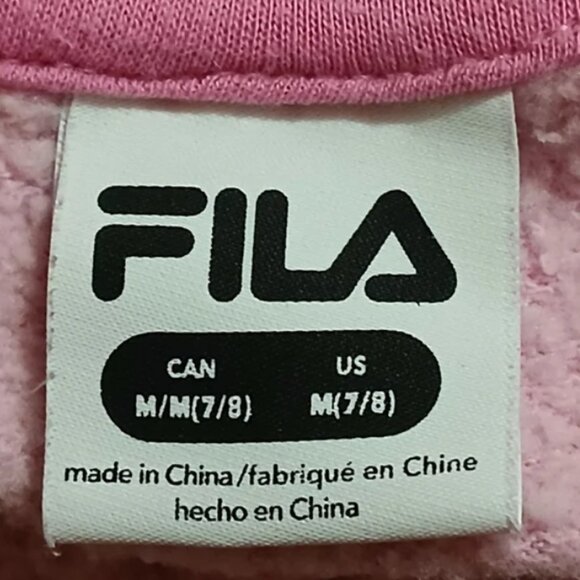 FILA
CAN US
M/M(7/8) M(7/8)
made in China/fabriqué en Chine
hecho en China